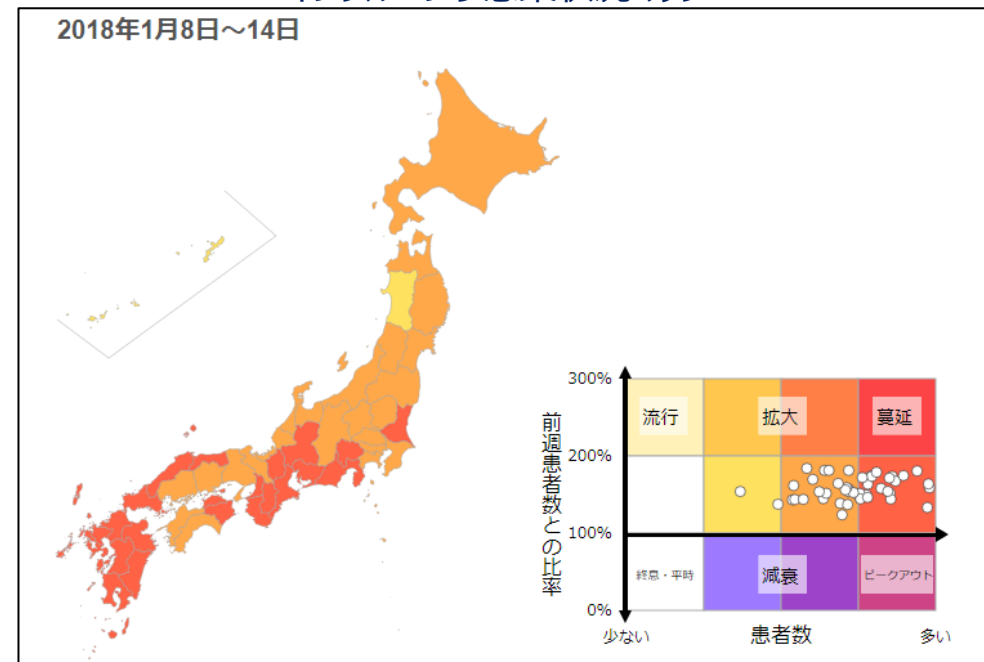 2018年1月8日～14日
300%
200%
100%
0%
前週患者数との比率
流行
拡大
蔓延
終息・平時
減衰
ピークアウト
少ない
患者数
多い